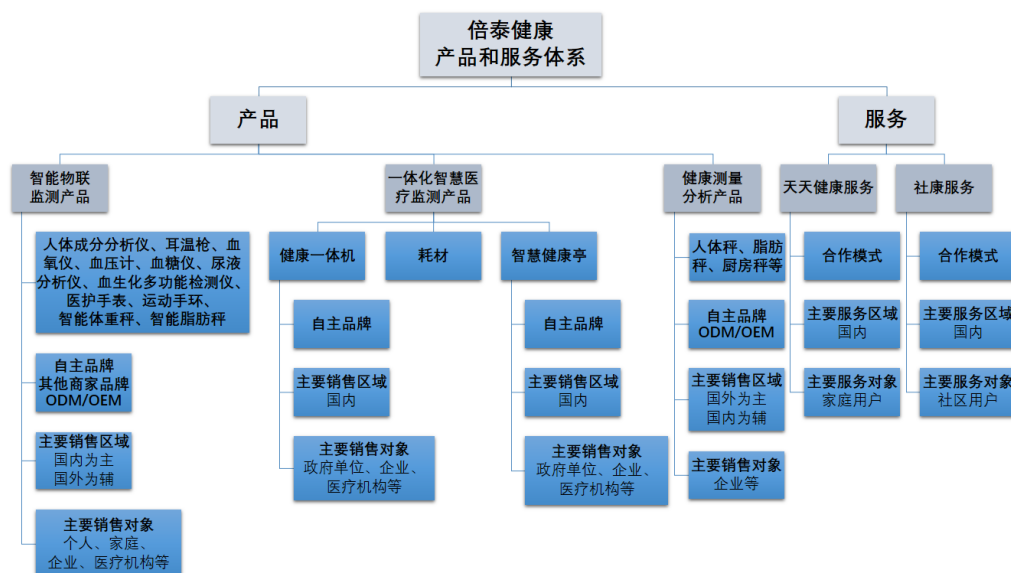 倍泰健康
产品和服务体系
产品
服务
智能物联
监测产品
一体化智慧医
疗监测产品
健康测量
分析产品
天天健康服务
社康服务
人体成分分析仪、耳温枪、血
氧仪、血压计、血糖仪、尿液
分析仪、血生化多功能检测仪、
医护手表、运动手环、
智能体重秤、智能脂肪秤
自主品牌
其他商家品牌
ODM/OEM
主要销售区域
国内为主
国外为辅
主要销售对象
个人、家庭、
企业、医疗机构等
健康一体机
自主品牌
主要销售区域
国内
主要销售对象
政府单位、企业、
医疗机构等
耗材
智慧健康亭
自主品牌
主要销售区域
国内
主要销售对象
政府单位、企业、
医疗机构等
人体秤、脂肪
秤、厨房秤等
自主品牌
ODM/OEM
主要销售区域
国外为主
国内为辅
主要销售对象
企业等
合作模式
主要服务区域
国内
主要服务对象
家庭用户
合作模式
主要服务区域
国内
主要服务对象
社区用户